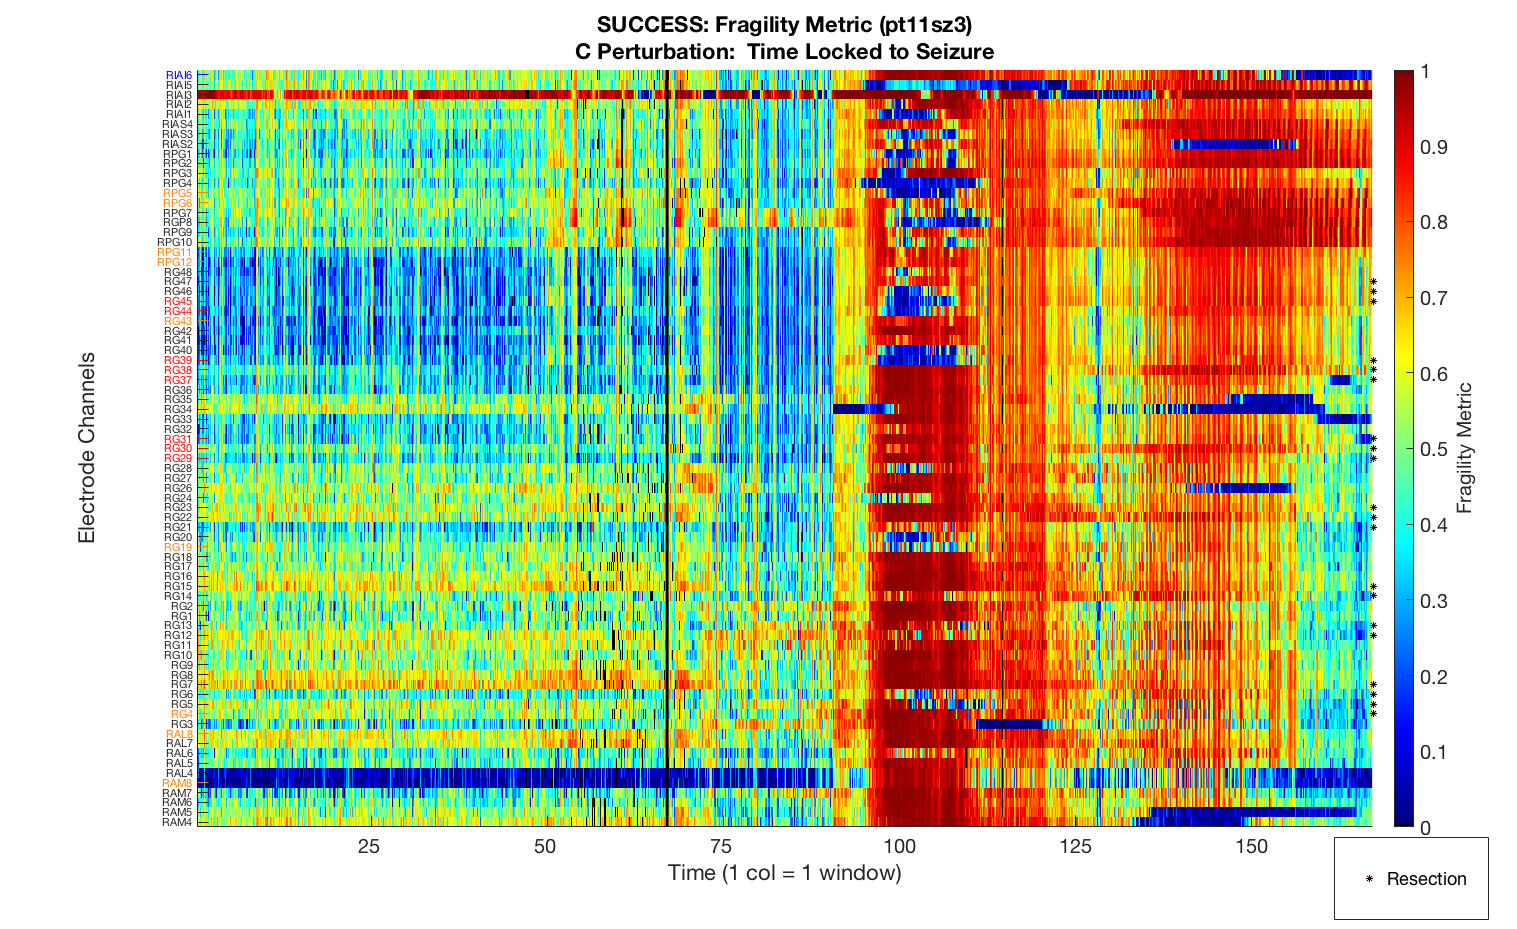 SUCCESS: Fragility Metric (pt11sz3)
C Perturbation:  Time Locked to Seizure
Electrode Channels
RIAI6
RIAI5
RIAI3
RIAI2
RIAI1
RIAS4
RIAS3
RIAS2
RPG1
RPG2
RPG3
RPG4
RPG5
RPG6
RPG7
RGP8
RPG9
RPG10
RPG11
RPG12
RG48
RG47
RG46
RG45
RG44
RG43
RG42
RG41
RG40
RG39
RG38
RG37
RG36
RG35
RG34
RG33
RG32
RG31
RG30
RG29
RG28
RG27
RG26
RG24
RG23
RG22
RG21
RG20
RG19
RG18
RG17
RG16
RG15
RG14
RG2
RG1
RG13
RG12
RG11
RG10
RG9
RG8
RG7
RG6
RG5
RG4
RG3
RAL8
RAL7
RAL6
RAL5
RAL4
RAM8
RAM7
RAM6
RAM5
RAM4
25 50 75 100 125 150
Time (1 col = 1 window)
1
0.9
0.8
0.7
0.6
0.5
0.4
0.3
0.2
0.1
0
Fragility Metric
* Resection